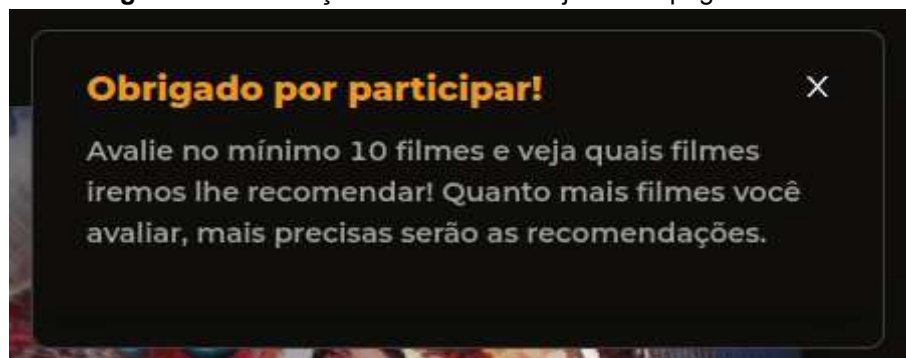 Obrigado por participar!
Avalie no mínimo 10 filmes e veja quais filmes
iremos lhe recomendar! Quanto mais filmes você
avaliar, mais precisas serão as recomendações.